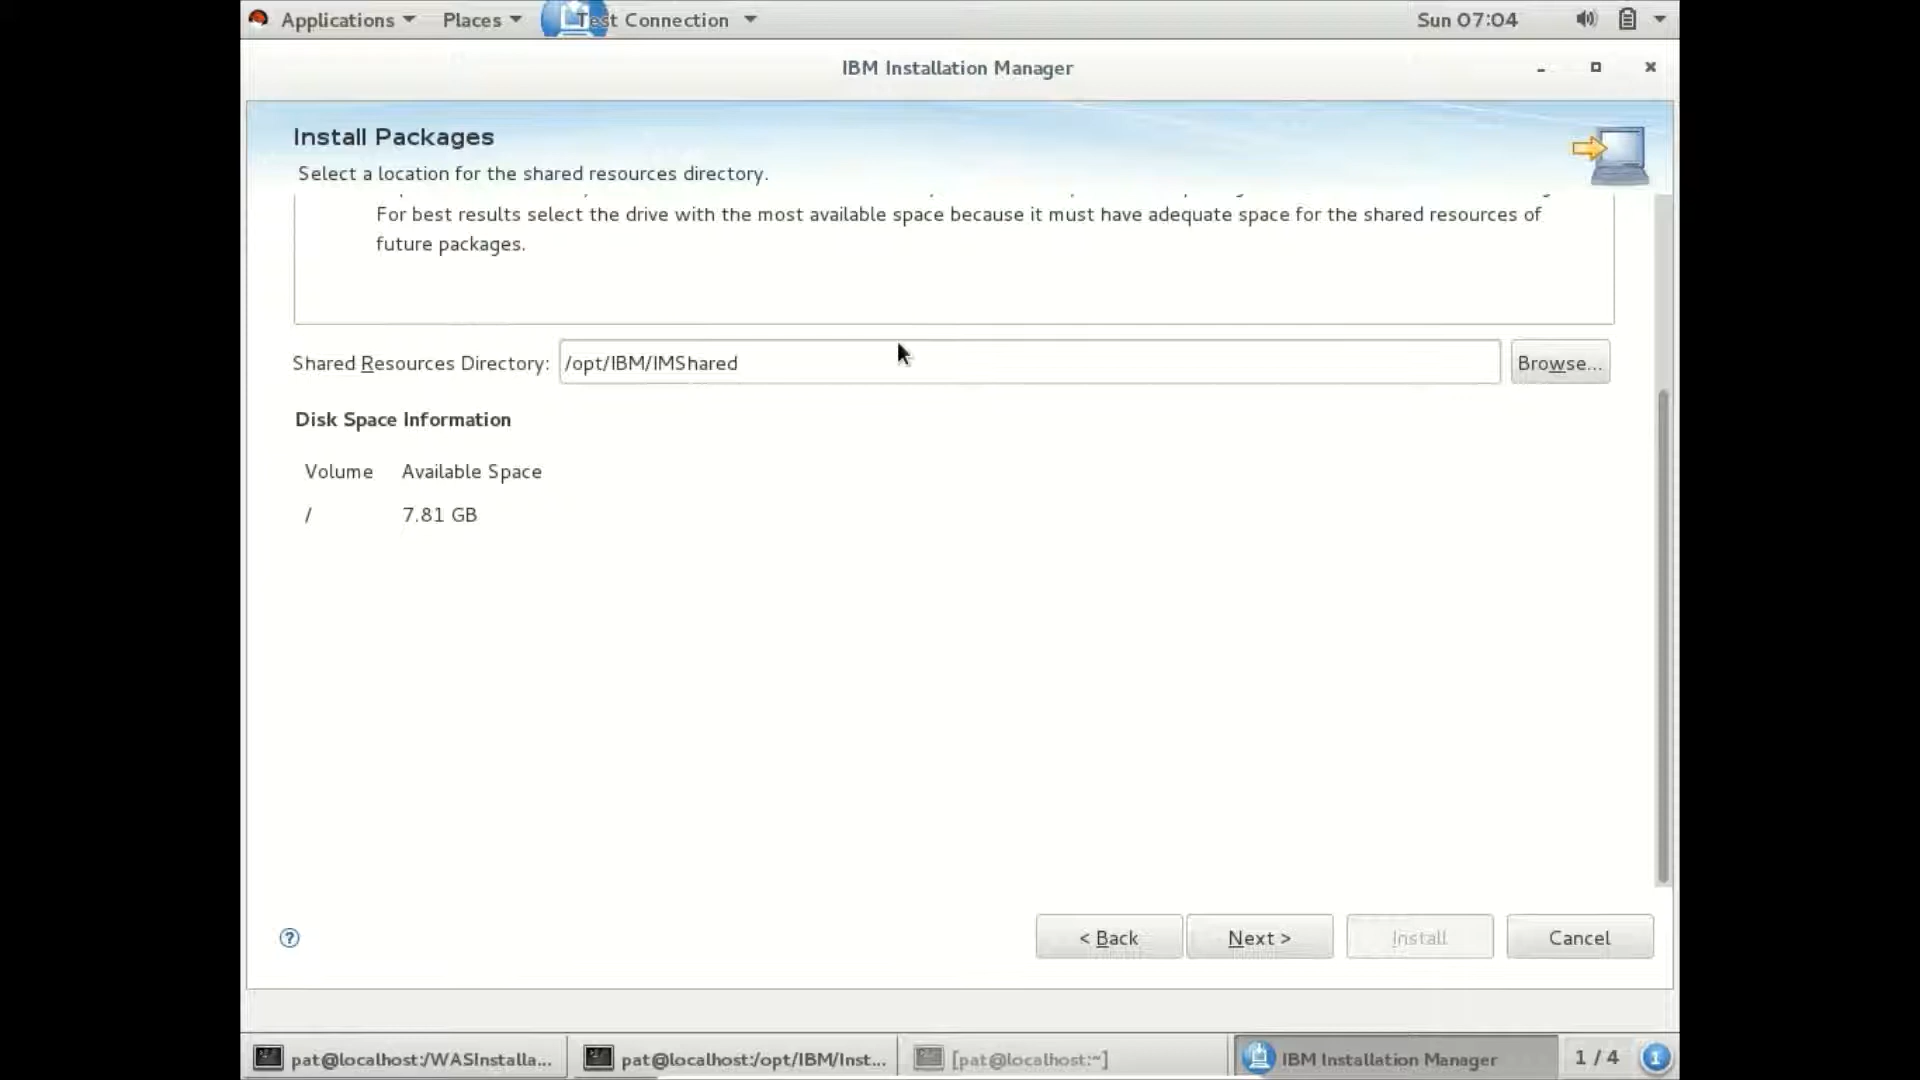 Applications
Places
Test Connection
Sun 07:04
IBM Installation Manager
Install Packages
Select a location for the shared resources directory.
For best results select the drive with the most available space because it must have adequate space for the shared resources of
future packages.
Shared Resources Directory: /opt/IBM/IMShared Browse...
Disk Space Information
Volume Available Space
/ 7.81 GB
< Back Next > Install Cancel
pat@localhost:/WASInstalla... pat@localhost:/opt/IBM/Inst... [pat@localhost:~] IBM Installation Manager 1 / 4 1